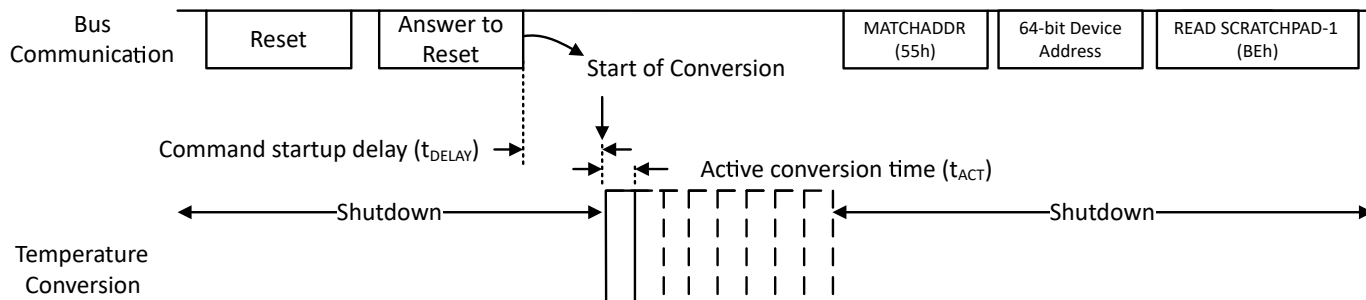 Bus
Communication
Reset
Answer to
Reset
MATCHADDR
(55h)
64-bit Device
Address
READ SCRATCHPAD-1
(BEh)
Start of Conversion
Command startup delay (tDELAY)
Active conversion time (tACT)
Shutdown
Shutdown
Temperature
Conversion